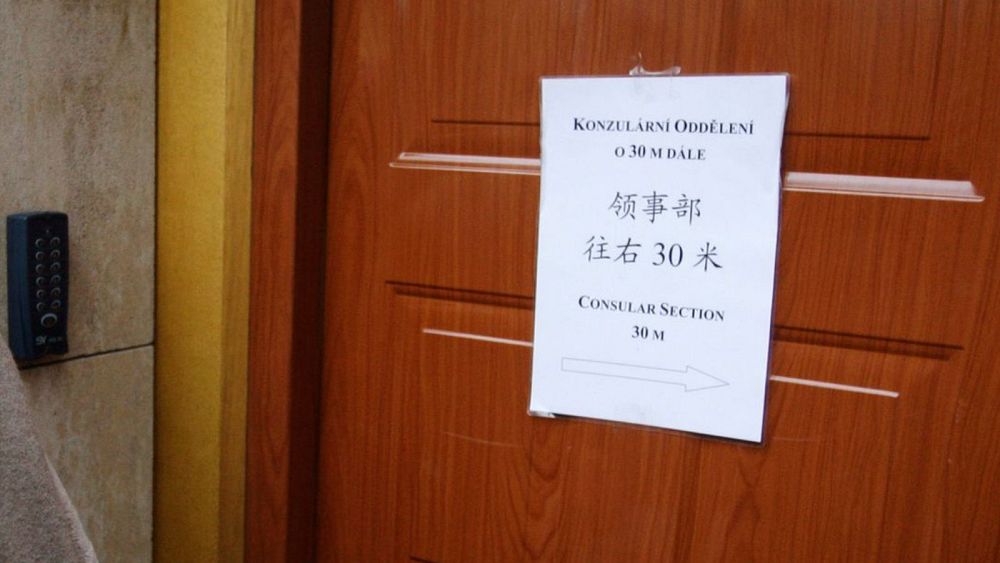 KONZULÁRNÍ ODDĚLENÍ
O 30 M DÁLE
领事部
往右 30 米
CONSULAR SECTION
30 M